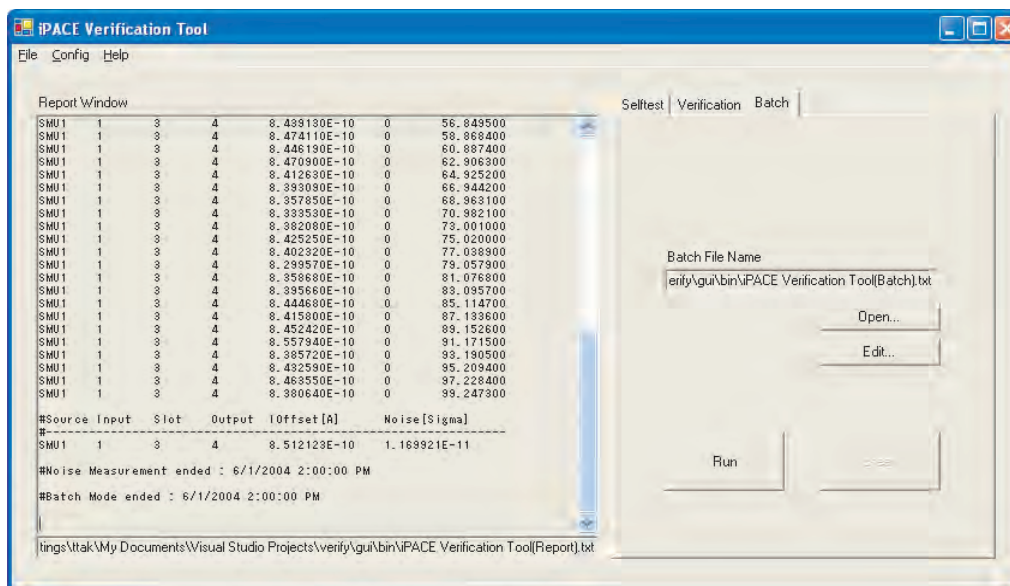 iPACE Verification Tool
File Config Help
Report Window
Selftest Verification Batch
SMU1 1 3 4 8.439130E-10 0 56.849500
SMU1 1 3 4 8.474110E-10 0 58.868400
SMU1 1 3 4 8.446190E-10 0 60.887400
SMU1 1 3 4 8.470900E-10 0 62.906300
SMU1 1 3 4 8.412630E-10 0 64.925200
SMU1 1 3 4 8.393090E-10 0 66.944200
SMU1 1 3 4 8.357850E-10 0 68.963100
SMU1 1 3 4 8.333530E-10 0 70.982100
SMU1 1 3 4 8.382080E-10 0 73.001000
SMU1 1 3 4 8.425250E-10 0 75.020000
SMU1 1 3 4 8.402320E-10 0 77.038900
SMU1 1 3 4 8.299570E-10 0 79.057900
SMU1 1 3 4 8.358680E-10 0 81.076800
SMU1 1 3 4 8.395660E-10 0 83.095700
SMU1 1 3 4 8.444680E-10 0 85.114700
SMU1 1 3 4 8.415800E-10 0 87.133600
SMU1 1 3 4 8.452420E-10 0 89.152600
SMU1 1 3 4 8.557940E-10 0 91.171500
SMU1 1 3 4 8.385720E-10 0 93.190500
SMU1 1 3 4 8.432590E-10 0 95.209400
SMU1 1 3 4 8.463550E-10 0 97.228400
SMU1 1 3 4 8.380640E-10 0 99.247300
#Source Input Slot Output IOffset[A] Noise[Sigma]
#-----------------------------------------------------------------
SMU1 1 3 4 8.512123E-10 1.169921E-11
#Noise Measurement ended : 6/1/2004 2:00:00 PM
#Batch Mode ended : 6/1/2004 2:00:00 PM
tings\ttak\My Documents\Visual Studio Projects\verify\gui\bin\iPACE Verification Tool(Report).txt
Batch File Name
erify\gui\bin\iPACE Verification Tool(Batch).txt
Open...
Edit...
Run